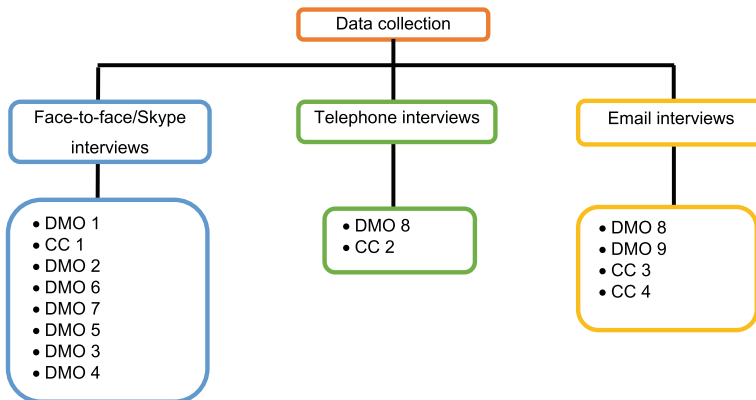 Data collection
Face-to-face/Skype
interviews
Telephone interviews
Email interviews
• DMO 1
• CC 1
• DMO 2
• DMO 6
• DMO 7
• DMO 5
• DMO 3
• DMO 4
• DMO 8
• CC 2
• DMO 8
• DMO 9
• CC 3
• CC 4